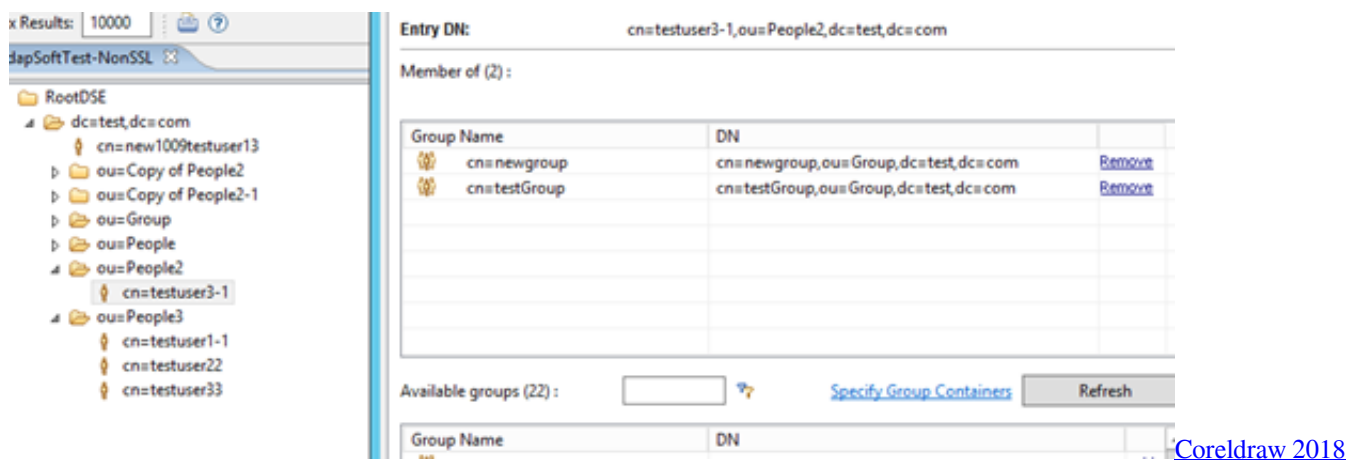 x Results: 10000
dapSoftTest-NonSSL
RootDSE
dc=test,dc=com
cn=new1009testuser13
ou=Copy of People2
ou=Copy of People2-1
ou=Group
ou=People
ou=People2
cn=testuser3-1
ou=People3
cn=testuser1-1
cn=testuser22
cn=testuser33
Entry DN: cn=testuser3-1,ou=People2,dc=test,dc=com
Member of (2) :
Group Name DN
cn=newgroup cn=newgroup,ou=Group,dc=test,dc=com Remove
cn=testGroup cn=testGroup,ou=Group,dc=test,dc=com Remove
Available groups (22) : Specify Group Containers Refresh
Group Name DN
Coreldraw 2018